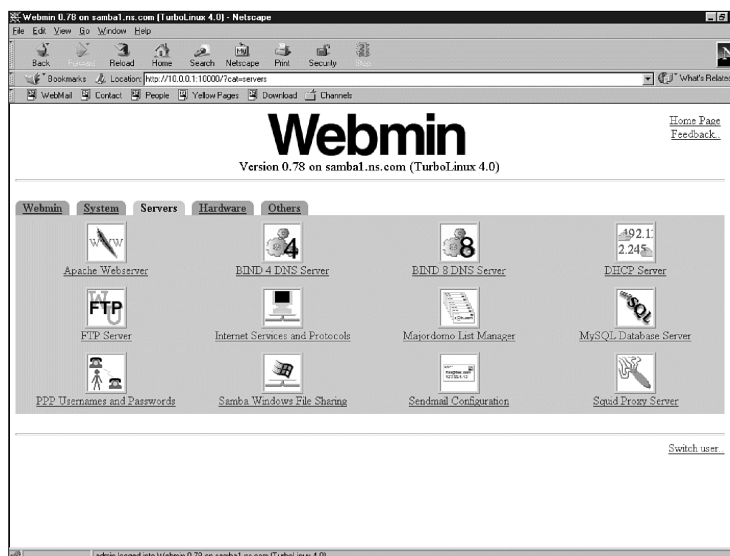 Webmin 0.78 on samba1.ns.com (TurboLinux 4.0) - Netscape
File Edit View Go Window Help
Back Forward Reload Home Search Netscape Print Security Stop
Bookmarks Location: http://10.0.0.1:10000/?cat=servers What's Related
WebMail Contact People Yellow Pages Download Channels
Webmin
Home Page
Feedback..
Version 0.78 on samba1.ns.com (TurboLinux 4.0)
Webmin System Servers Hardware Others
Apache Webserver BIND 4 DNS Server BIND 8 DNS Server DHCP Server
FTP Server Internet Services and Protocols Majordomo List Manager MySQL Database Server
PPP Usernames and Passwords Samba Windows File Sharing Sendmail Configuration Squid Proxy Server
Switch user..
admin logged into Webmin 0.78 on samba1.ns.com (TurboLinux 4.0)